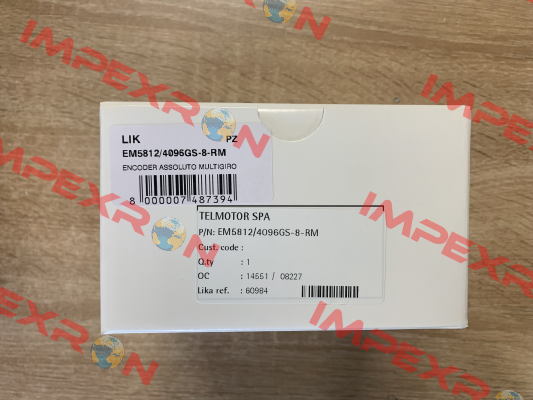 IMPEXRON
LIK PZ
EM5812/4096GS-8-RM
ENCODER ASSOLUTO MULTIGIRO
8 000007 487394
TELMOTOR SPA
P/N: EM5812/4096GS-8-RM
Cust. code :
Q.ty : 1
OC : 14551 / 08227
Lika ref. : 60984
IMPEXRON
IMPEXRON
IMPEXRON
IMPEXRON